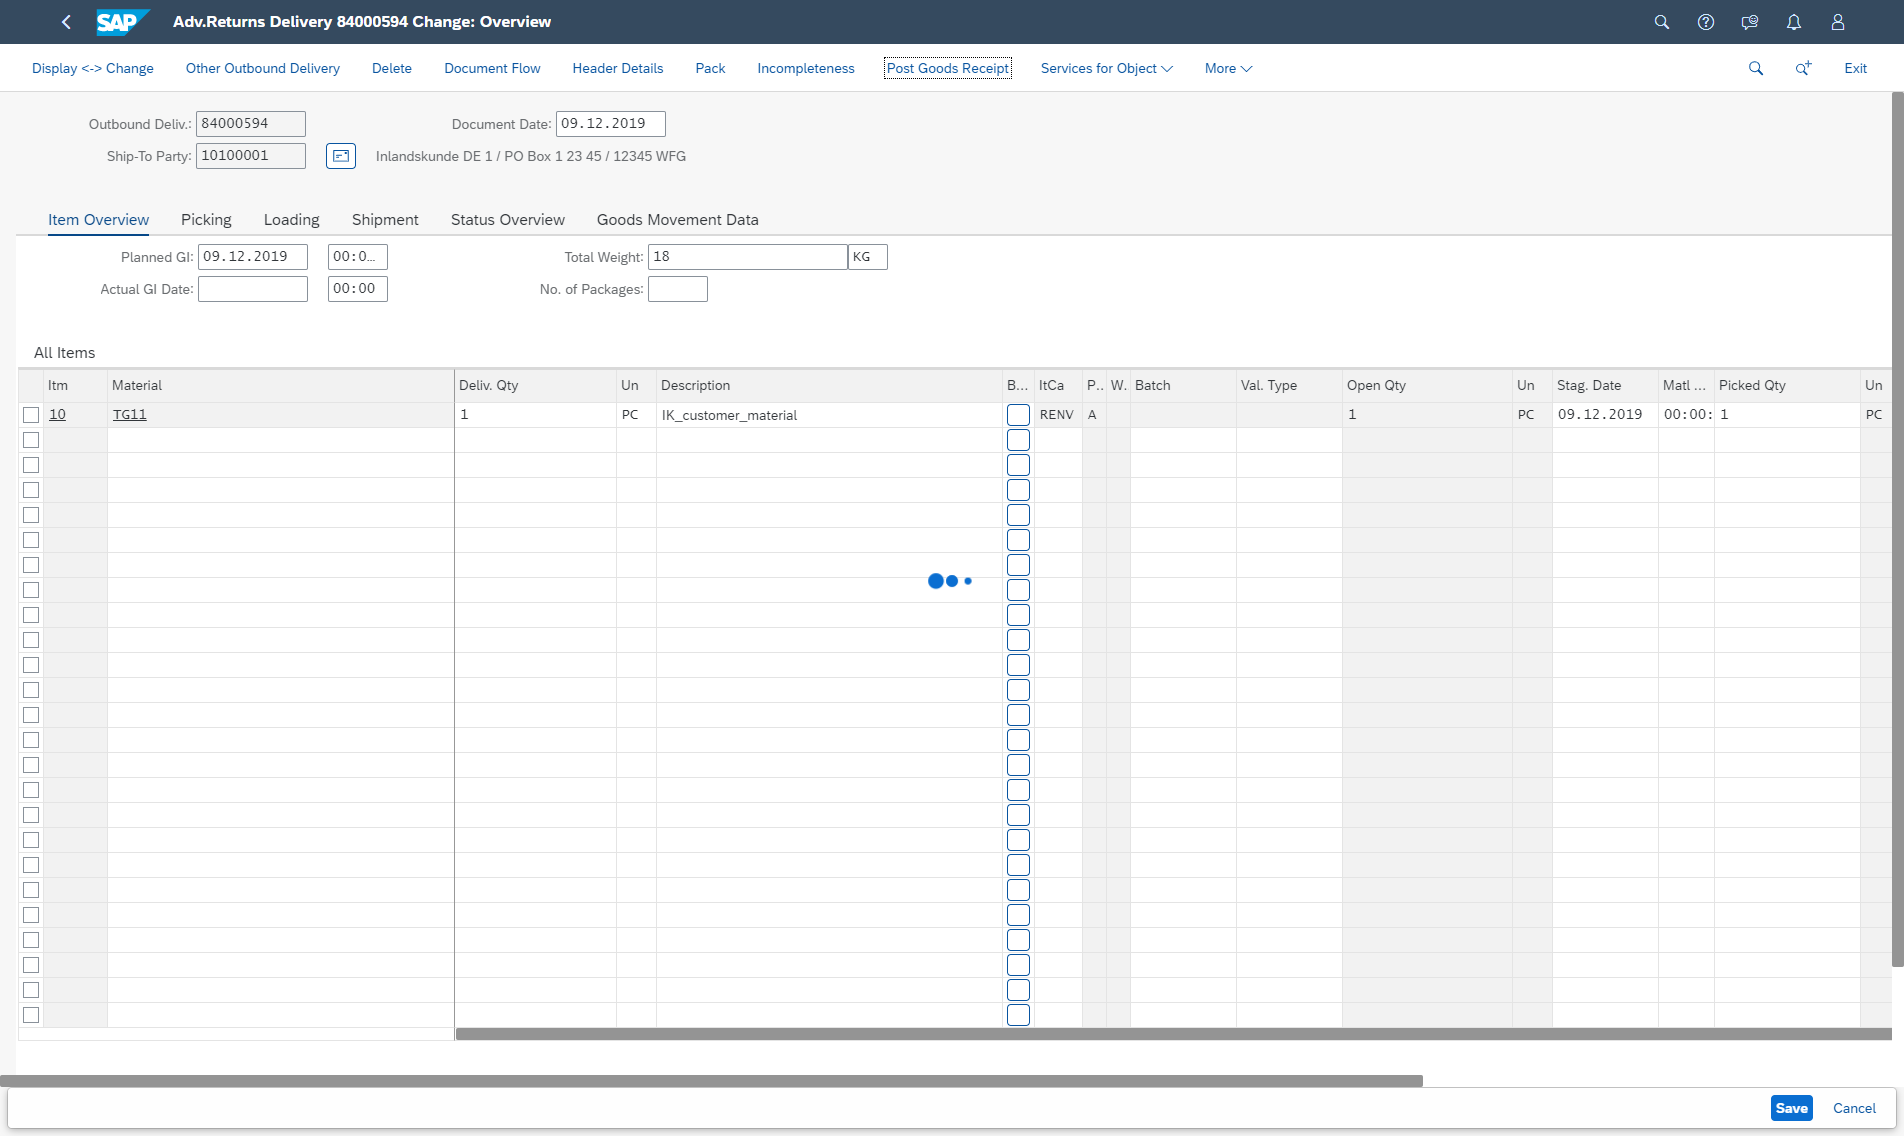 SAP Adv.Returns Delivery 84000594 Change: Overview
Display <-> Change Other Outbound Delivery Delete Document Flow Header Details Pack Incompleteness Post Goods Receipt Services for Object More Exit
Outbound Deliv.: 84000594 Document Date: 09.12.2019
Ship-To Party: 10100001 Inlandskunde DE 1 / PO Box 1 23 45 / 12345 WFG
Item Overview Picking Loading Shipment Status Overview Goods Movement Data
Planned GI: 09.12.2019 00:0... Total Weight: 18 KG
Actual GI Date: 00:00 No. of Packages:
All Items
Itm Material Deliv. Qty Un Description B... ItCa P.. W. Batch Val. Type Open Qty Un Stag. Date Matl ... Picked Qty Un
10 TG11 1 PC IK_customer_material RENV A 1 PC 09.12.2019 00:00: 1 PC
Save Cancel